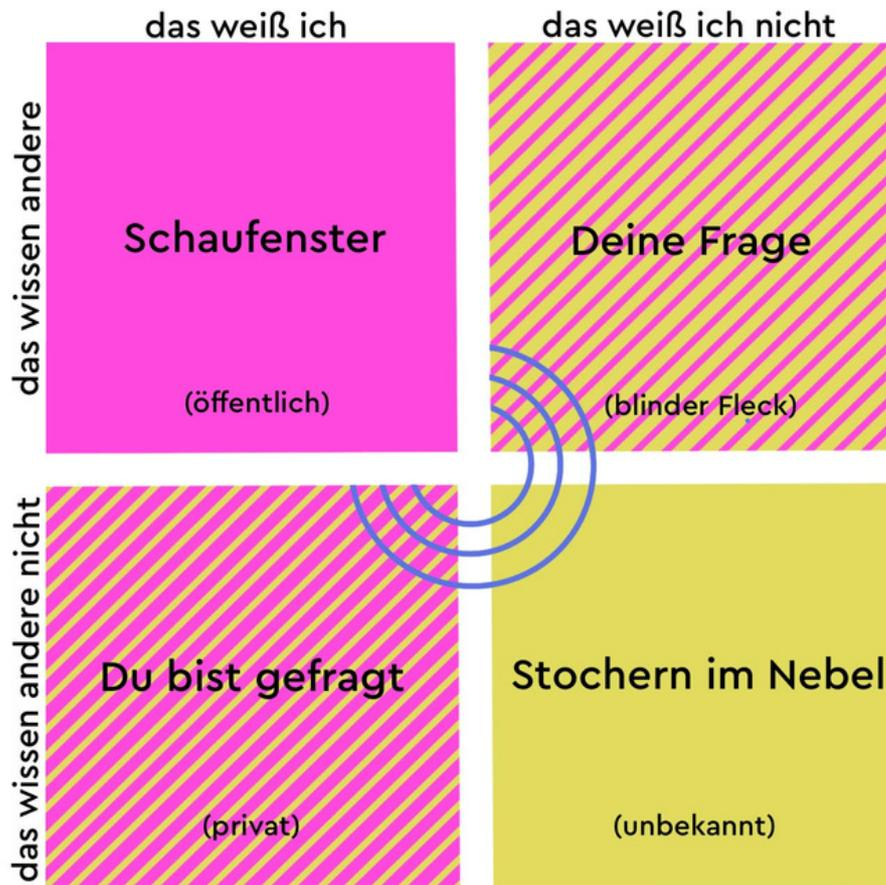 das weiß ich
das weiß ich nicht
das wissen andere
Schaufenster
(öffentlich)
Deine Frage
(blinder Fleck)
das wissen andere nicht
Du bist gefragt
(privat)
Stochern im Nebel
(unbekannt)